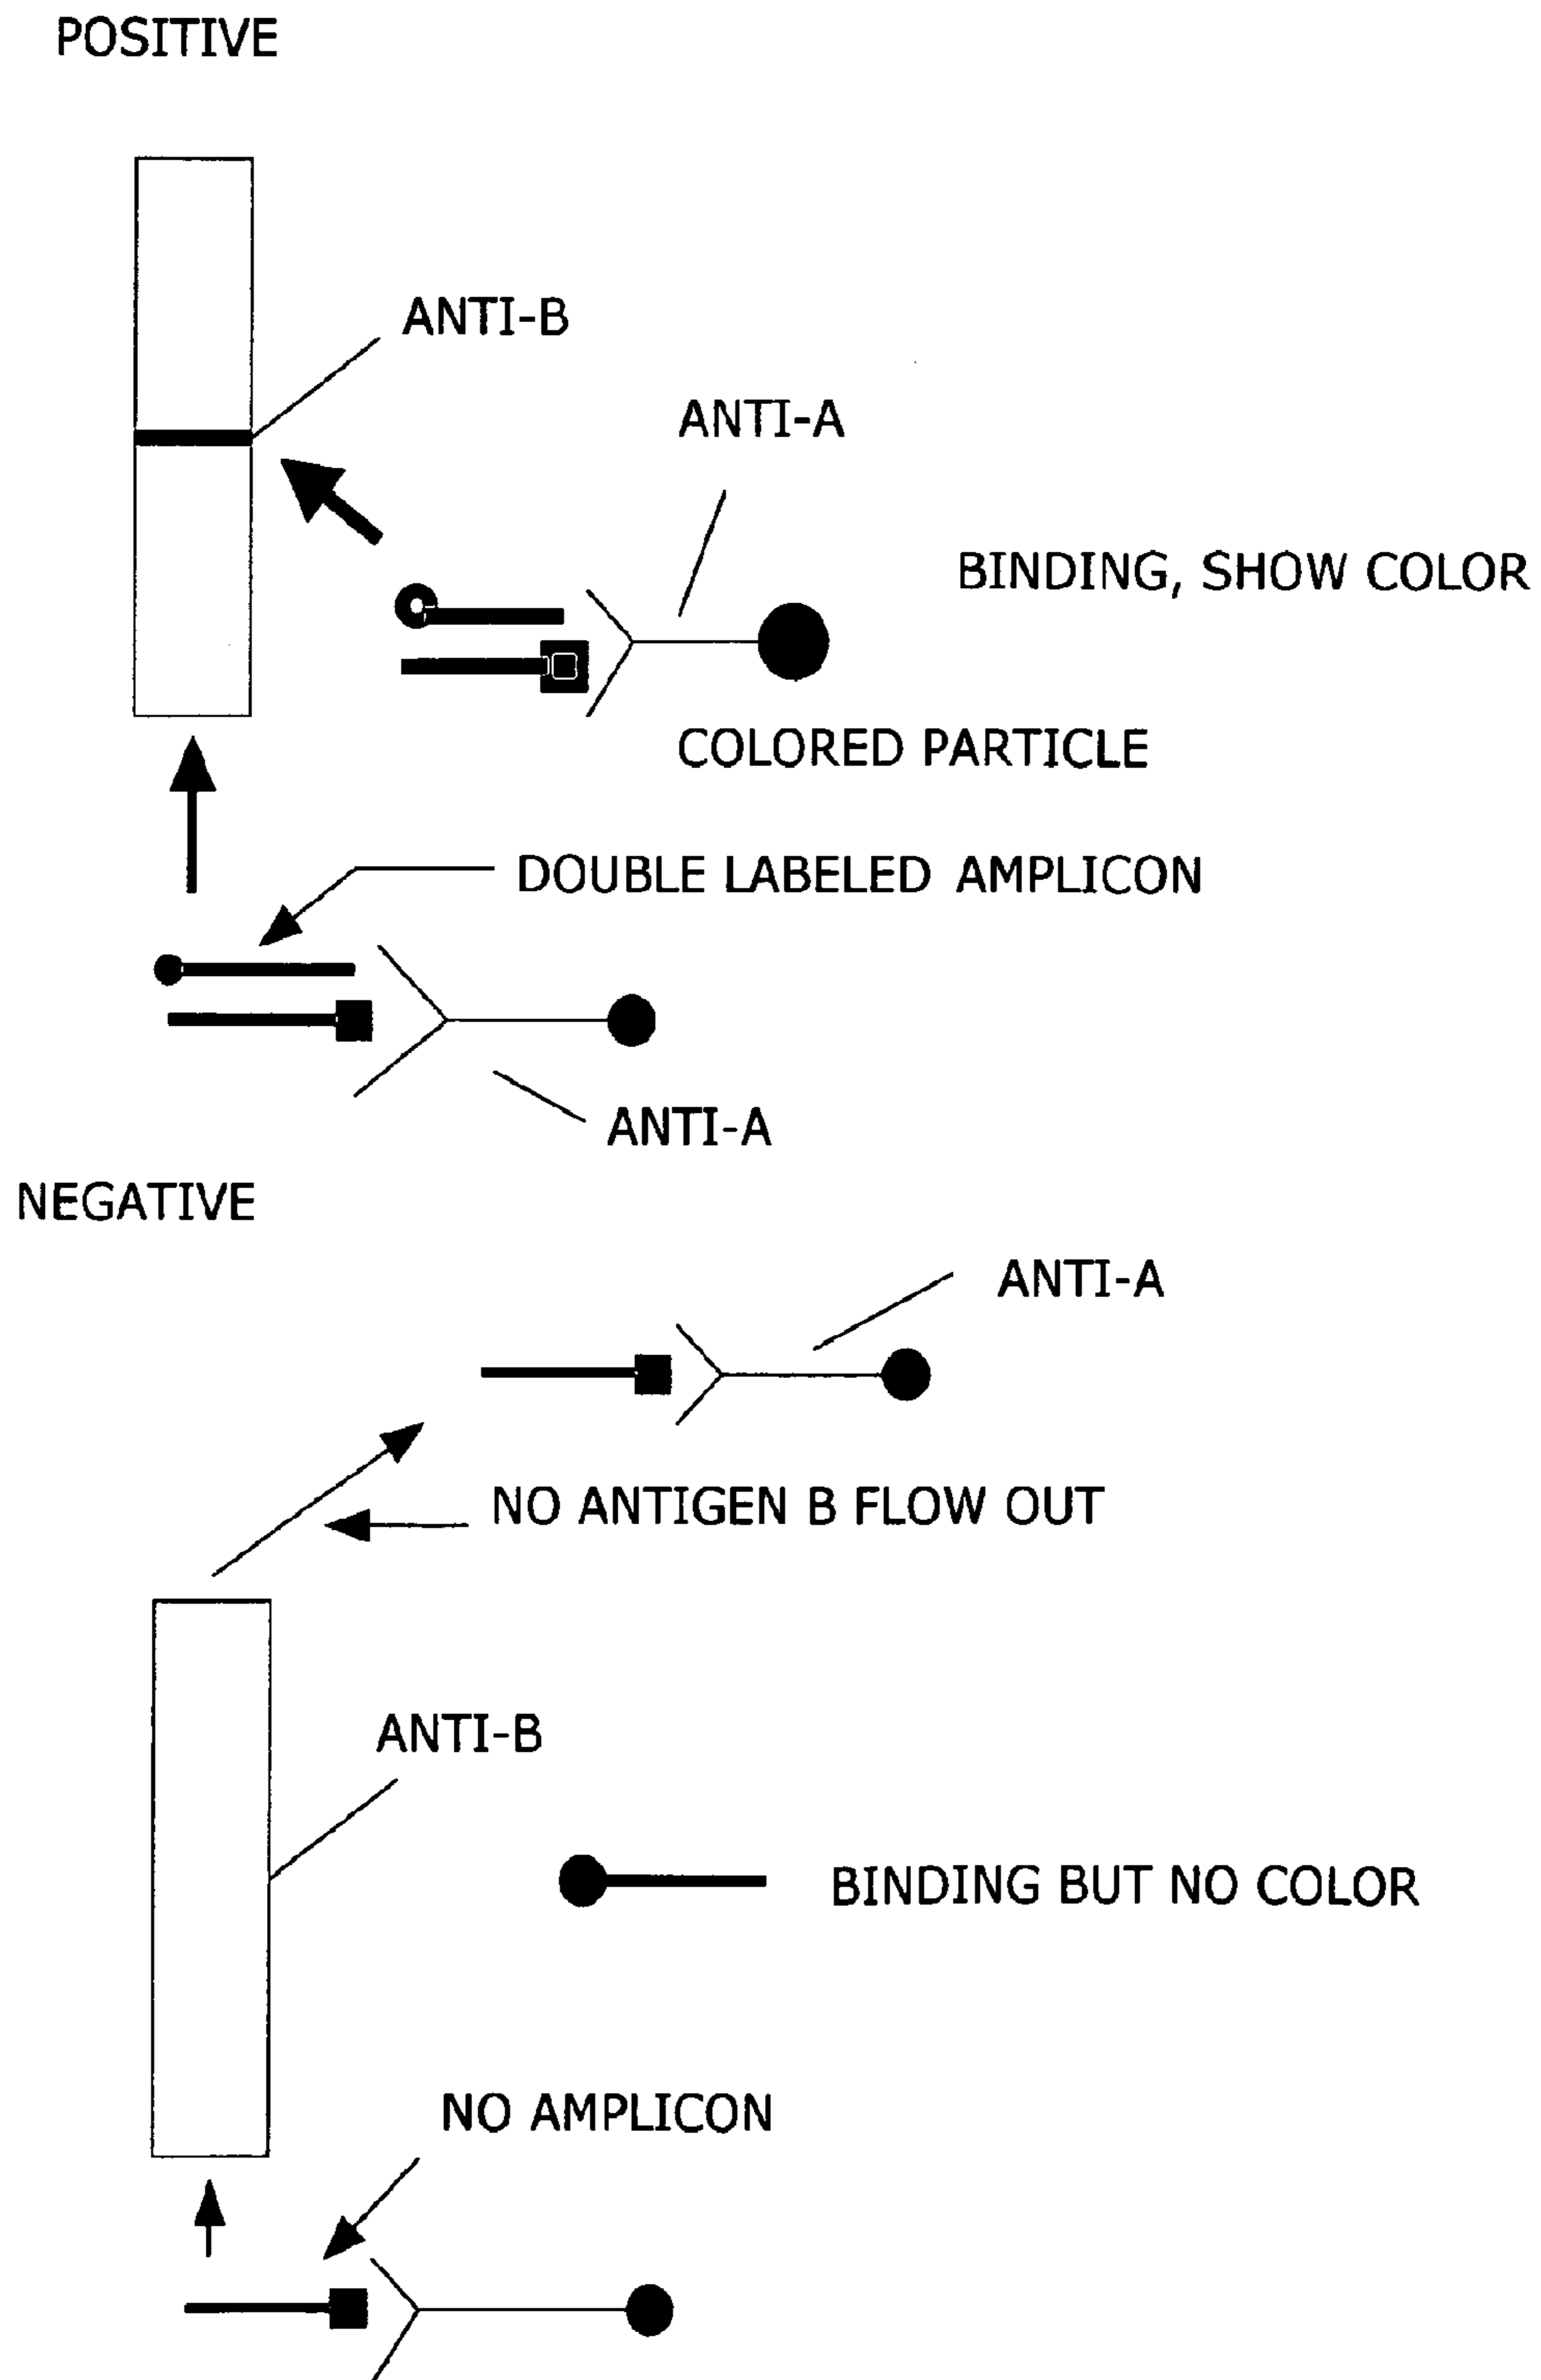 POSITIVE
ANTI-B
ANTI-A
BINDING, SHOW COLOR
COLORED PARTICLE
DOUBLE LABELED AMPLICON
ANTI-A
NEGATIVE
ANTI-A
NO ANTIGEN B FLOW OUT
ANTI-B
BINDING BUT NO COLOR
NO AMPLICON